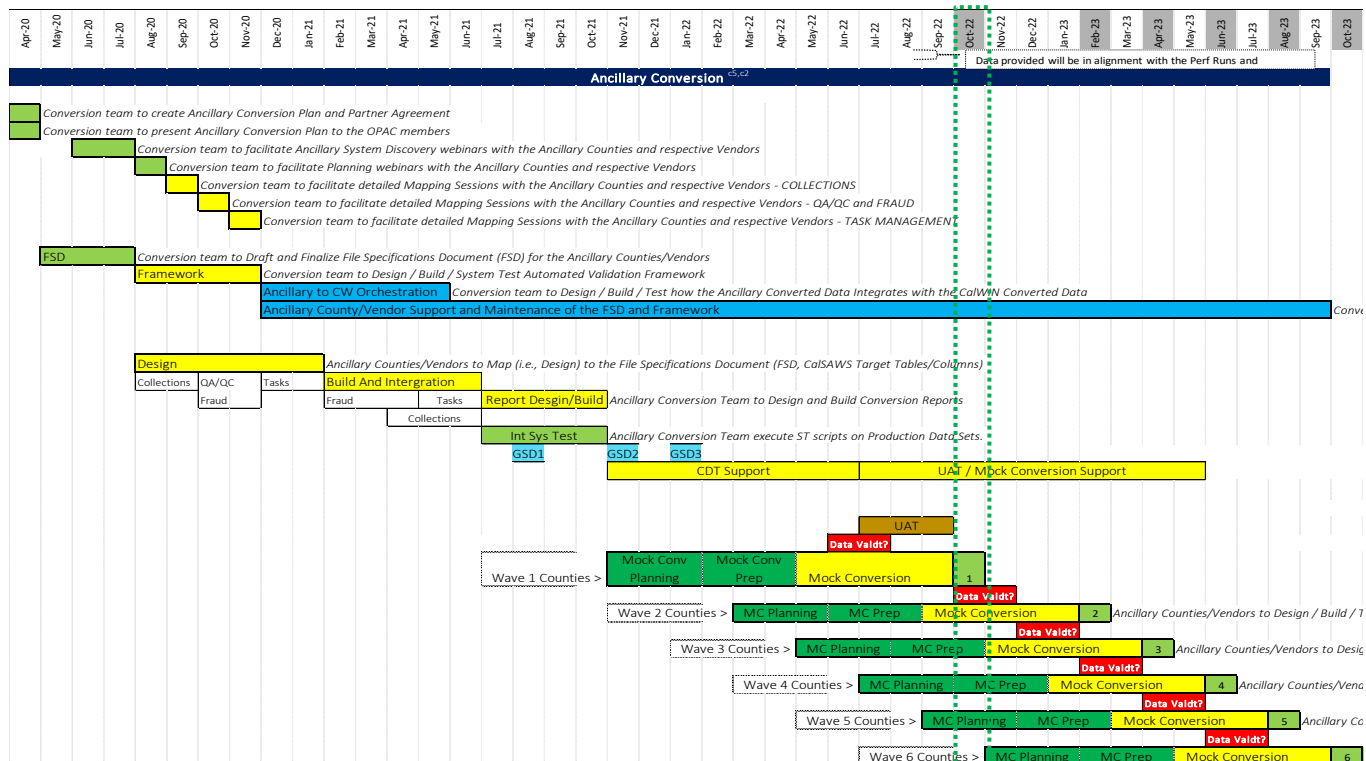 Apr-20 May-20 Jun-20 Jul-20 Aug-20 Sep-20 Oct-20 Nov-20 Dec-20 Jan-21 Feb-21 Mar-21 Apr-21 May-21 Jun-21 Jul-21 Aug-21 Sep-21 Oct-21 Nov-21 Dec-21 Jan-22 Feb-22 Mar-22 Apr-22 May-22 Jun-22 Jul-22 Aug-22 Sep-22 Oct-22 Nov-22 Dec-22 Jan-23 Feb-23 Mar-23 Apr-23 May-23 Jun-23 Jul-23 Aug-23 Sep-23 Oct-23
Data provided will be in alignment with the Perf Runs and
Ancillary Conversion c5,c2
Conversion team to create Ancillary Conversion Plan and Partner Agreement
Conversion team to present Ancillary Conversion Plan to the OPAC members
Conversion team to facilitate Ancillary System Discovery webinars with the Ancillary Counties and respective Vendors
Conversion team to facilitate Planning webinars with the Ancillary Counties and respective Vendors
Conversion team to facilitate detailed Mapping Sessions with the Ancillary Counties and respective Vendors - COLLECTIONS
Conversion team to facilitate detailed Mapping Sessions with the Ancillary Counties and respective Vendors - QA/QC and FRAUD
Conversion team to facilitate detailed Mapping Sessions with the Ancillary Counties and respective Vendors - TASK MANAGEMENT
FSD Conversion team to Draft and Finalize File Specifications Document (FSD) for the Ancillary Counties/Vendors
Framework Conversion team to Design / Build / System Test Automated Validation Framework
Ancillary to CW Orchestration Conversion team to Design / Build / Test how the Ancillary Converted Data Integrates with the CalWIN Converted Data
Ancillary County/Vendor Support and Maintenance of the FSD and Framework Conve
Design Ancillary Counties/Vendors to Map (i.e., Design) to the File Specifications Document (FSD, CalSAWS Target Tables/Columns)
Collections QA/QC Tasks Build And Intergration
Fraud Fraud Tasks Report Desgin/Build Ancillary Conversion Team to Design and Build Conversion Reports
Collections
Int Sys Test Ancillary Conversion Team execute ST scripts on Production Data Sets.
GSD1 GSD2 GSD3
CDT Support UAT / Mock Conversion Support
UAT
Data Valdt?
Wave 1 Counties > Mock Conv Planning Mock Conv Prep Mock Conversion 1
Data Valdt?
Wave 2 Counties > MC Planning MC Prep Mock Conversion 2 Ancillary Counties/Vendors to Design / Build / T
Data Valdt?
Wave 3 Counties > MC Planning MC Prep Mock Conversion 3 Ancillary Counties/Vendors to Desig
Data Valdt?
Wave 4 Counties > MC Planning MC Prep Mock Conversion 4 Ancillary Counties/Vend
Data Valdt?
Wave 5 Counties > MC Planning MC Prep Mock Conversion 5 Ancillary Co
Data Valdt?
Wave 6 Counties > MC Planning MC Prep Mock Conversion 6